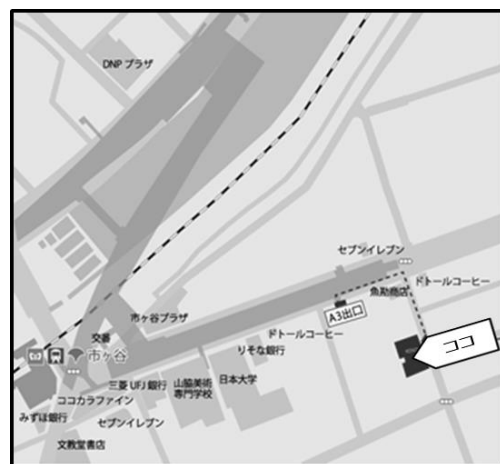 DNP プラザ
セブンイレブン
ドトールコーヒー
魚勘商店
A3出口
ココ
市ヶ谷プラザ
ドトールコーヒー
りそな銀行
交番
市ヶ谷
三菱 UFJ 銀行
山脇美術
専門学校
日本大学
ココカラファイン
みずほ銀行
セブンイレブン
文教堂書店